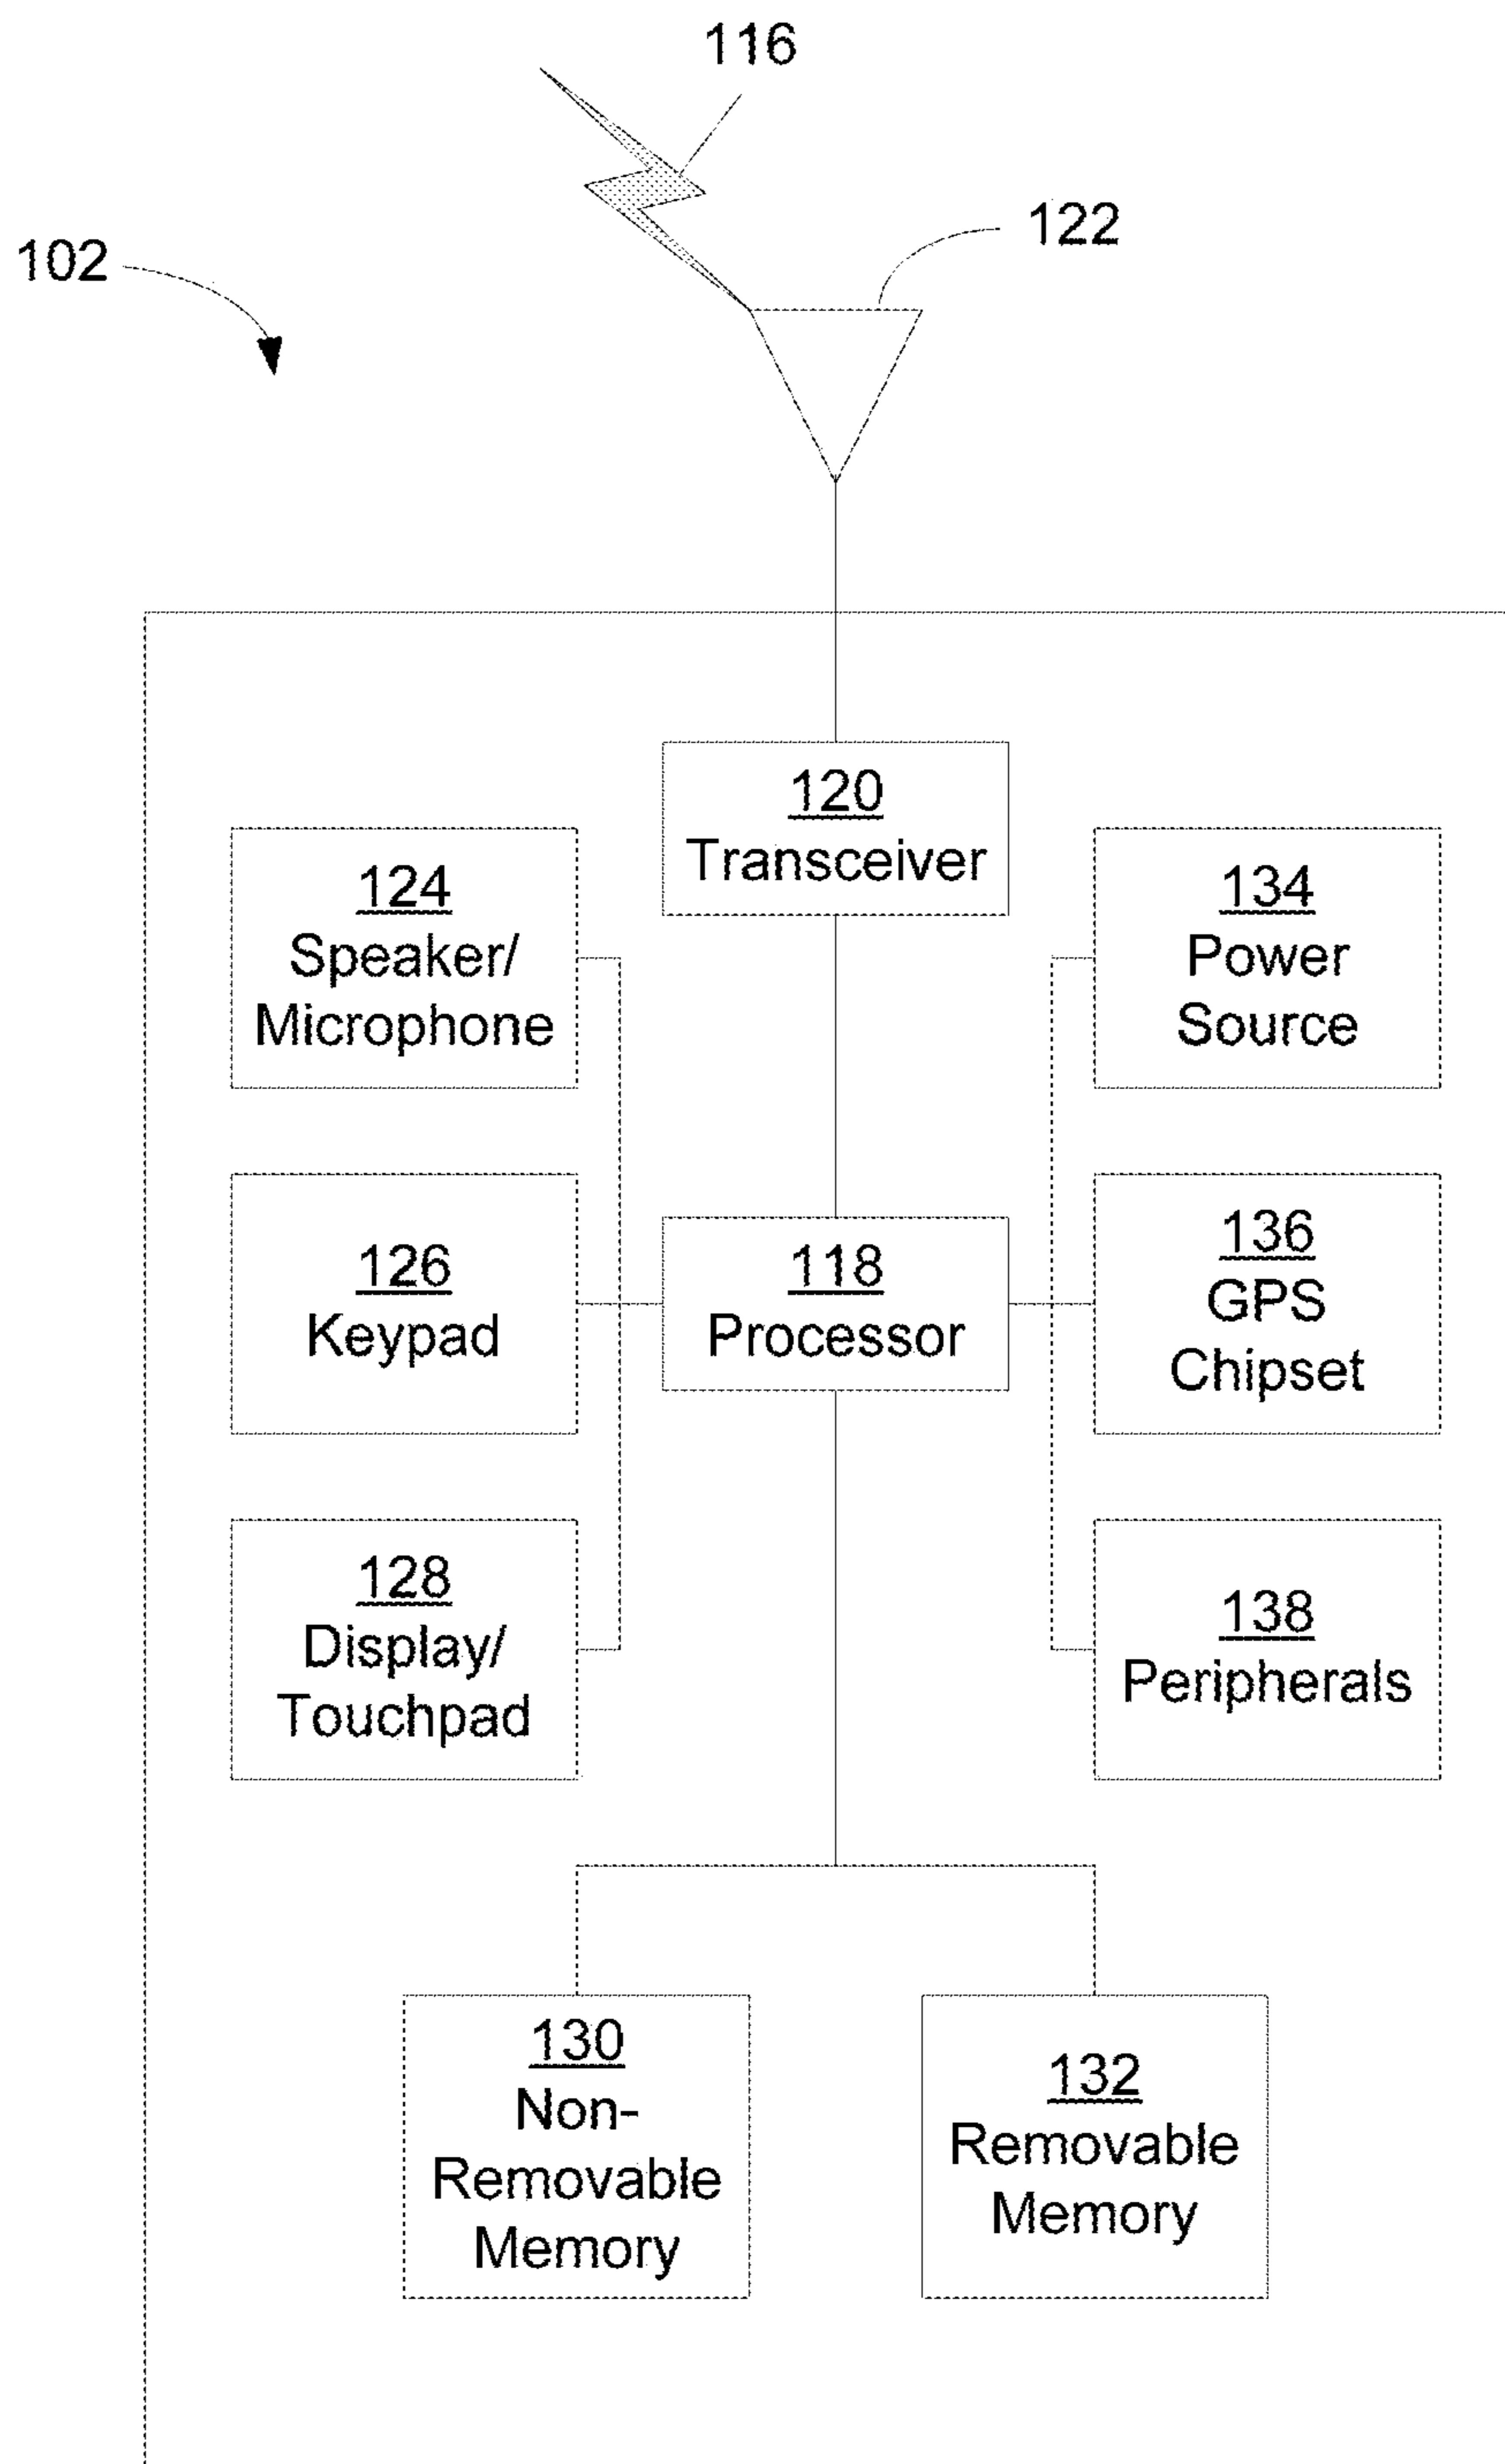 116
122
102
120
Transceiver
124
Speaker/
Microphone
134
Power
Source
126
Keypad
118
Processor
136
GPS
Chipset
128
Display/
Touchpad
138
Peripherals
130
Non-
Removable
Memory
132
Removable
Memory